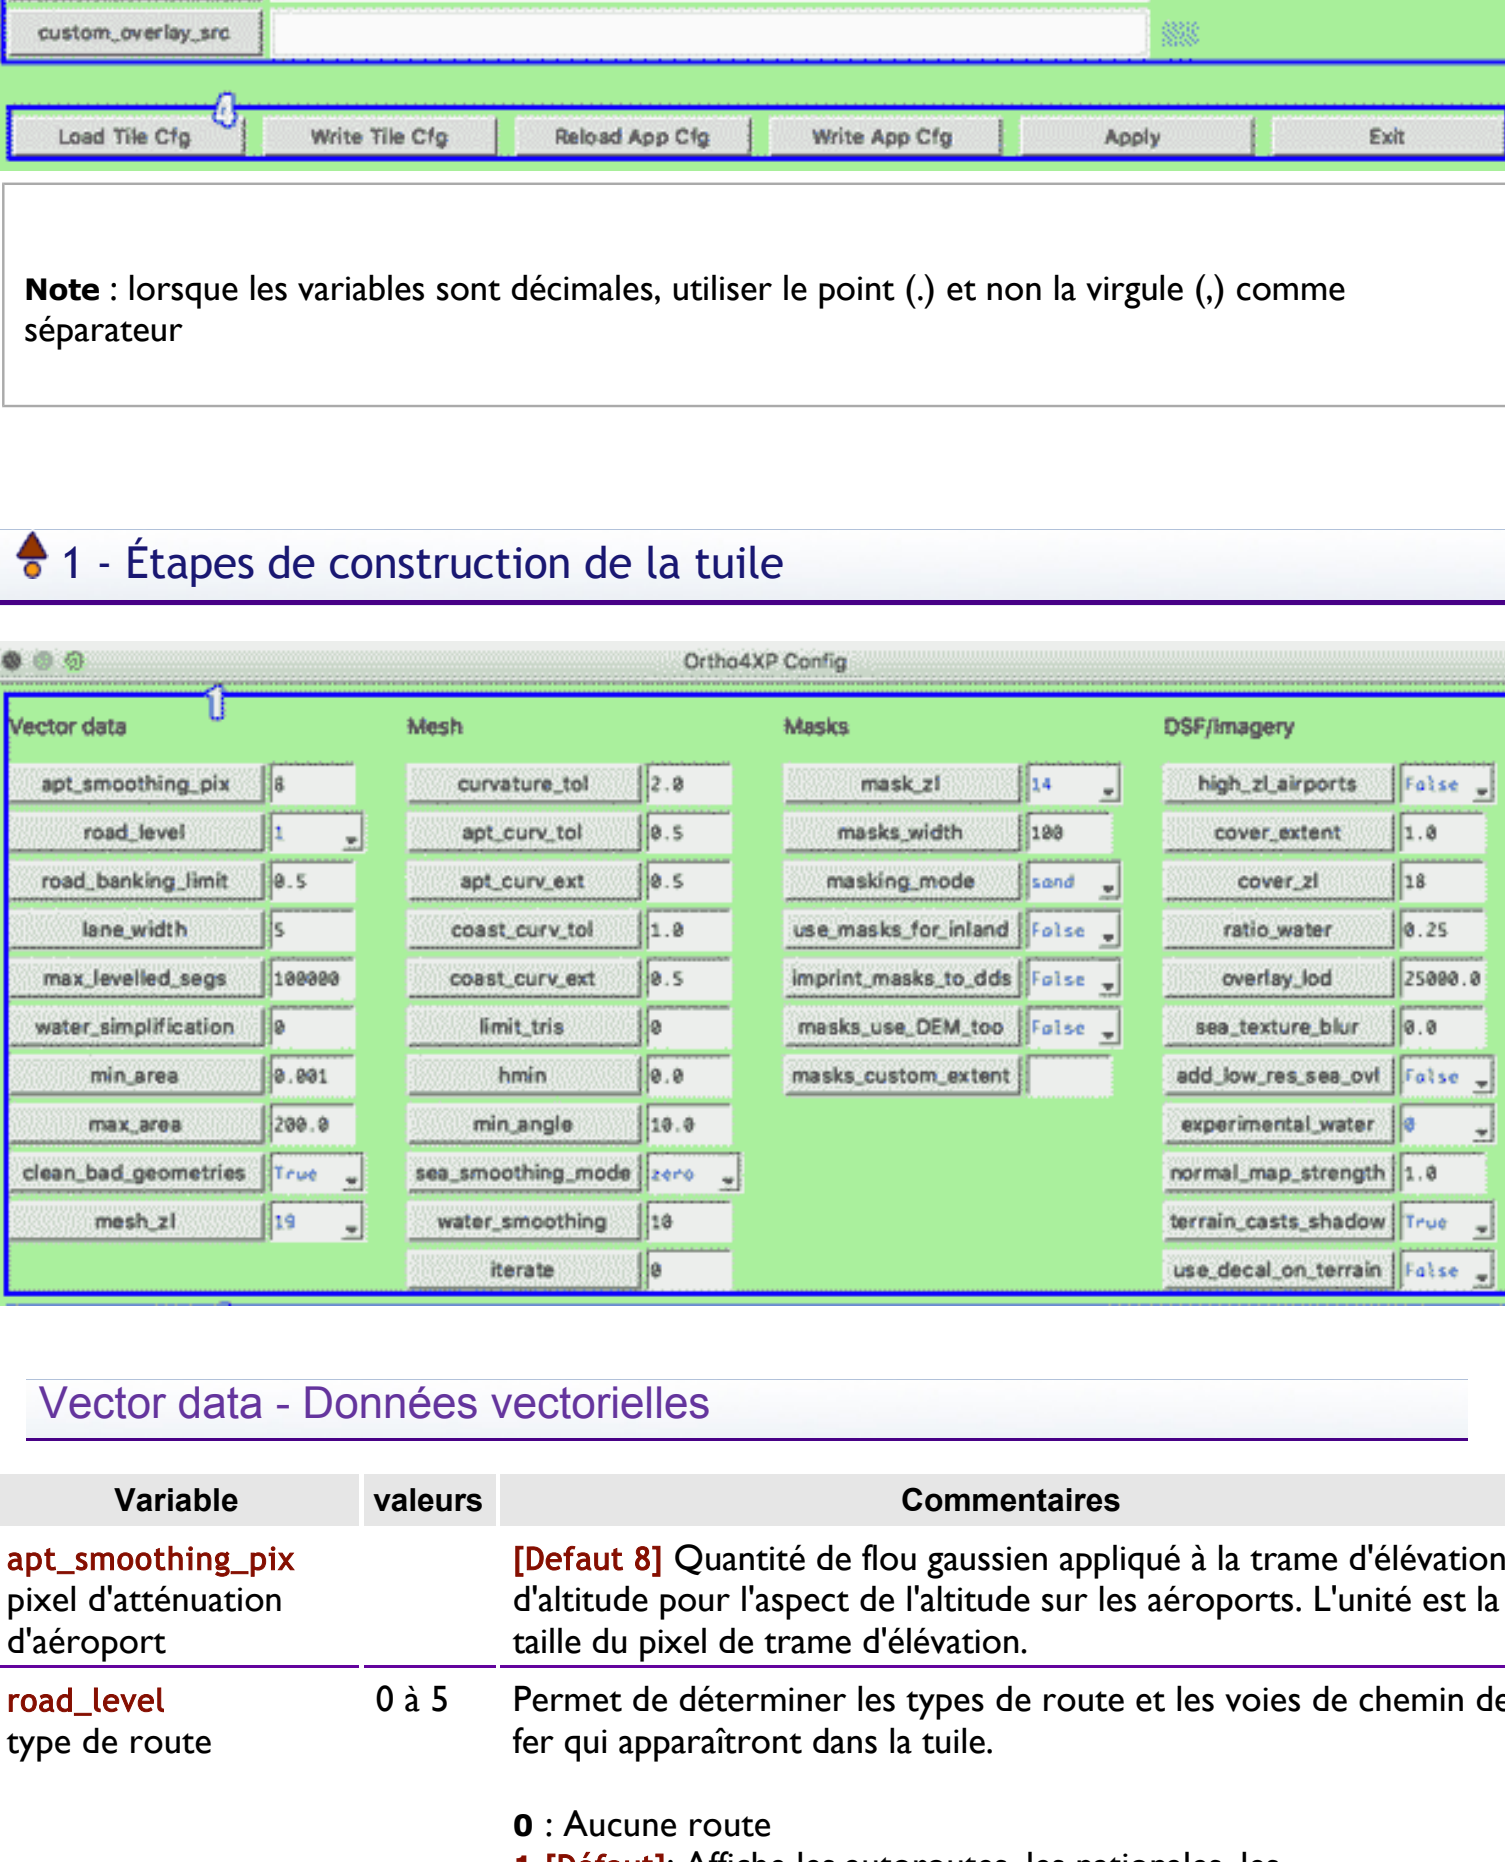 custom_overlay_src
4
Load Tile Cfg Write Tile Cfg Reload App Cfg Write App Cfg Apply Exit
Note : lorsque les variables sont décimales, utiliser le point (.) et non la virgule (,) comme
séparateur
1 - Étapes de construction de la tuile
Ortho4XP Config
1
Vector data Mesh Masks DSF/Imagery
apt_smoothing_pix 8 curvature_tol 2.0 mask_zl 14 high_zl_airports False
road_level 1 apt_curv_tol 0.5 masks_width 100 cover_extent 1.0
road_banking_limit 0.5 apt_curv_ext 0.5 masking_mode sand cover_zl 18
lane_width 5 coast_curv_tol 1.0 use_masks_for_inland False ratio_water 0.25
max_levelled_segs 100000 coast_curv_ext 0.5 imprint_masks_to_dds False overlay_lod 25000.0
water_simplification 0 limit_tris 0 masks_use_DEM_too False sea_texture_blur 0.0
min_area 0.001 hmin 0.0 masks_custom_extent add_low_res_sea_ovl False
max_area 200.0 min_angle 10.0 experimental_water 0
clean_bad_geometries True sea_smoothing_mode zero normal_map_strength 1.0
mesh_zl 19 water_smoothing 10 terrain_casts_shadow True
iterate 0 use_decal_on_terrain False
Vector data - Données vectorielles
Variable valeurs Commentaires
apt_smoothing_pix [Defaut 8] Quantité de flou gaussien appliqué à la trame d'élévation
pixel d'atténuation d'altitude pour l'aspect de l'altitude sur les aéroports. L'unité est la
d'aéroport taille du pixel de trame d'élévation.
road_level 0 à 5 Permet de déterminer les types de route et les voies de chemin de
type de route fer qui apparaîtront dans la tuile.
0 : Aucune route
1 [Défaut]: Affiche les autoroutes, les nationales, les